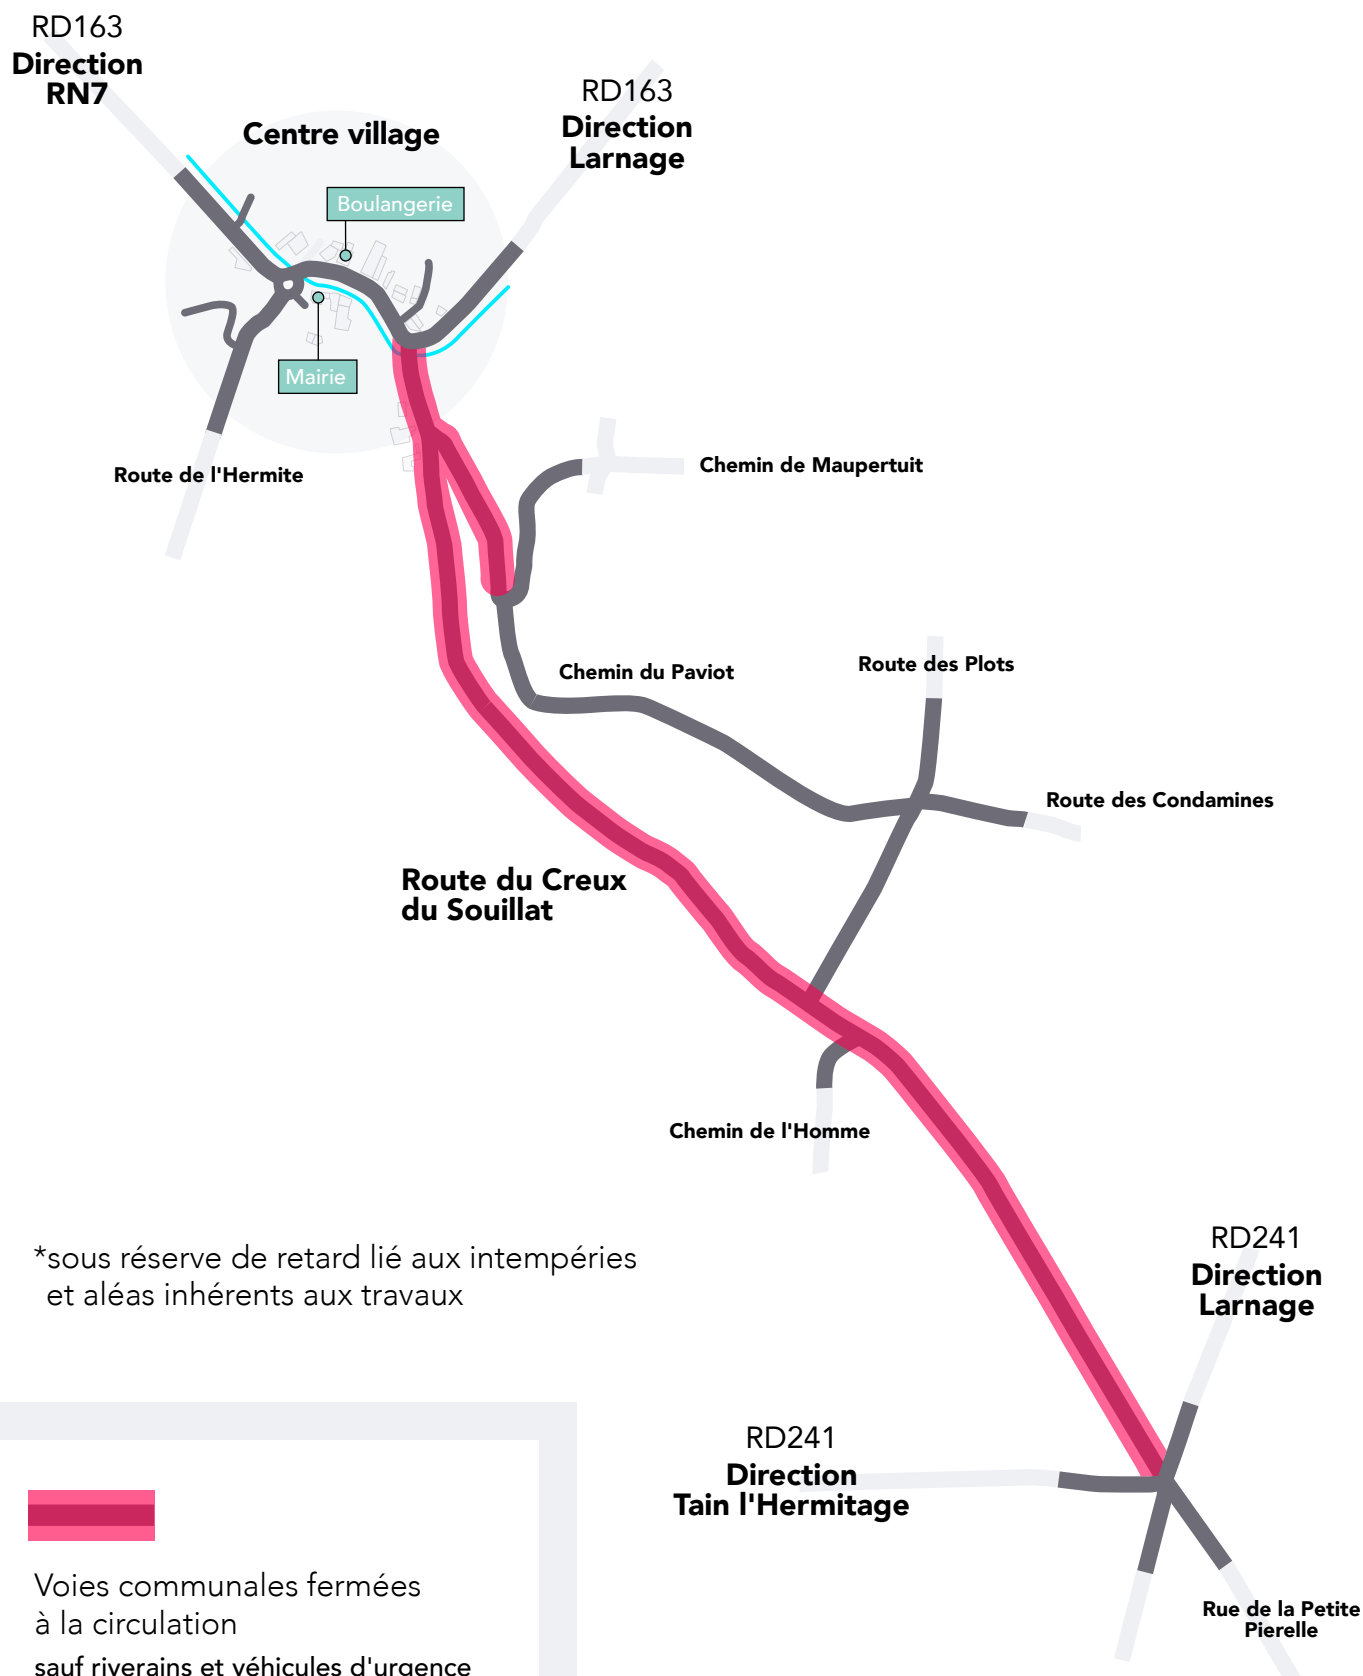 RD163
Direction
RN7
RD163
Direction
Larnage
Centre village
Boulangerie
Mairie
Route de l'Hermite
Chemin de Maupertuit
Chemin du Paviot
Route des Plots
Route des Condamines
Route du Creux
du Souillat
Chemin de l'Homme
*sous réserve de retard lié aux intempéries
et aléas inhérents aux travaux
RD241
Direction
Larnage
RD241
Direction
Tain l'Hermitage
Rue de la Petite
Pierelle
Voies communales fermées
à la circulation
sauf riverains et véhicules d'urgence